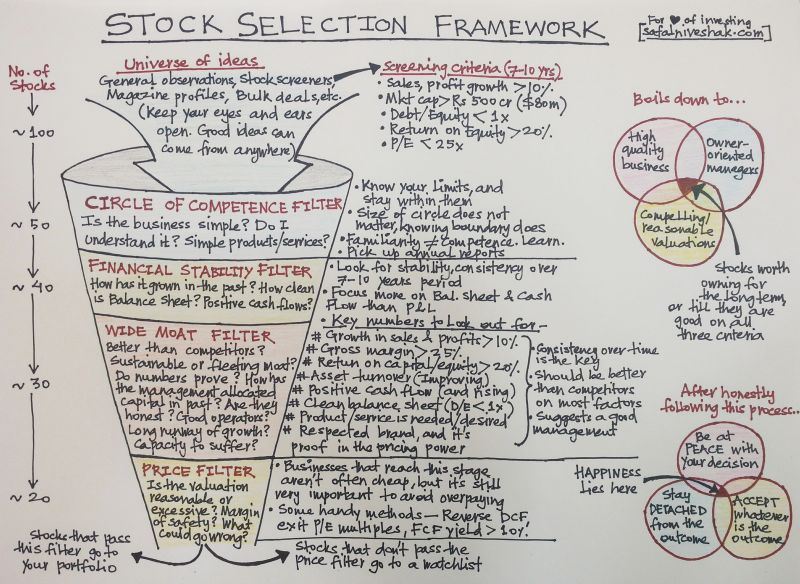 STOCK SELECTION FRAMEWORK
For ♥ of investing
[safalniveshak.com]
No. of
Stocks
~ 100
~ 50
~ 40
~ 30
~ 20
Universe of ideas
General observations, Stock screeners,
Magazine profiles, Bulk deals, etc.
(Keep your eyes and ears
open. Good ideas can
come from anywhere)
Screening criteria (7-10 yrs)
• Sales, profit growth > 10%
• Mkt cap > Rs 500 cr ($80m)
• Debt/Equity < 1x
• Return on Equity > 20%
• P/E < 25x
CIRCLE OF COMPETENCE FILTER
Is the business simple? Do I
understand it? Simple products/services?
• Know your limits, and
stay within them
• Size of circle does not
matter, knowing boundary does
• Familiarity ≠ competence. Learn.
Pick up annual reports
FINANCIAL STABILITY FILTER
How has it grown in the past? How clean
is Balance Sheet? Positive cash flows?
• Look for stability, consistency over
7-10 years period
• Focus more on Bal. sheet & Cash
flow than P&L
WIDE MOAT FILTER
Better than competitors?
Sustainable or fleeting moat?
Do numbers prove? How has
the management allocated
capital in past? Are they
honest? Good operators?
Long runway of growth?
Capacity to suffer?
• Key numbers to look out for -
# Growth in sales & profits > 10%
# Gross margin > 25%
# Return on capital/equity > 20%
# Asset turnover (Improving)
# Positive cash flow (and rising)
# Clean balance sheet (D/E < 1x)
# Product/service is needed/desired
# Respected brand, and it's
proof in the pricing power
• Consistency over-time
is the key
• Should be better
than competitors
on most factors
• Suggests a good
management
PRICE FILTER
Is the valuation
reasonable or
excessive? Margin
of safety? What
could go wrong?
• Businesses that reach this stage
aren't often cheap, but it's still
very important to avoid overpaying
• Some handy methods — Reverse DCF,
exit P/E multiples, FCF yield > 10%
Stocks that pass
this filter go to
your portfolio
Stocks that don't pass the
price filter go to a watchlist
Boils down to...
High
quality
business
Owner-
oriented
managers
Compelling/
reasonable
valuations
Stocks worth
owning for
the long term,
or till they are
good on all
three criteria
After honestly
following this process..
Be at
PEACE with
your decision
HAPPINESS
Lies here
Stay
DETACHED
from the
outcome
ACCEPT
whatever
is the
outcome